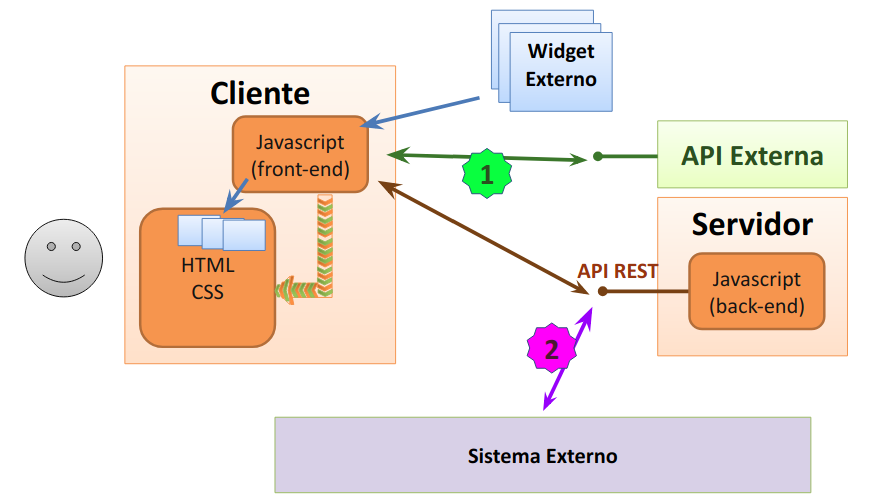 Widget
Externo
Cliente
Javascript
(front-end)
1
API Externa
HTML
CSS
Servidor
API REST
Javascript
(back-end)
2
Sistema Externo